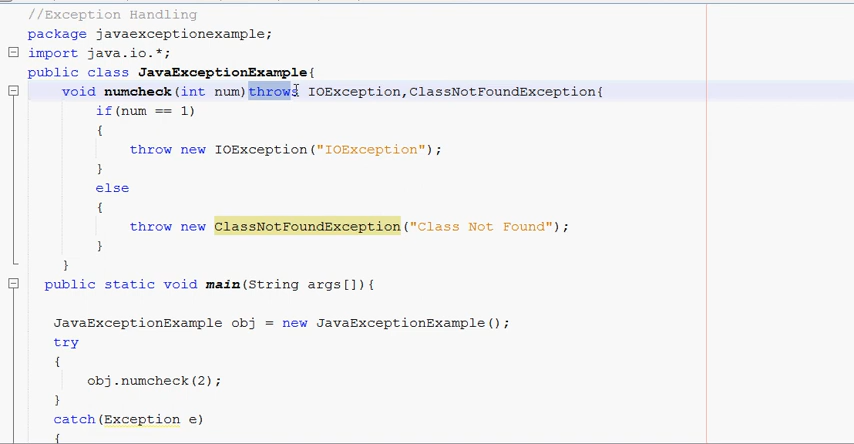 //Exception Handling
package javaexceptionexample;
import java.io.*;
public class JavaExceptionExample{
void numcheck(int num)throws IOException,ClassNotFoundException{
if(num == 1)
{
throw new IOException("IOException");
}
else
{
throw new ClassNotFoundException("Class Not Found");
}
}
public static void main(String args[]){
JavaExceptionExample obj = new JavaExceptionExample();
try
{
obj.numcheck(2);
}
catch(Exception e)
{